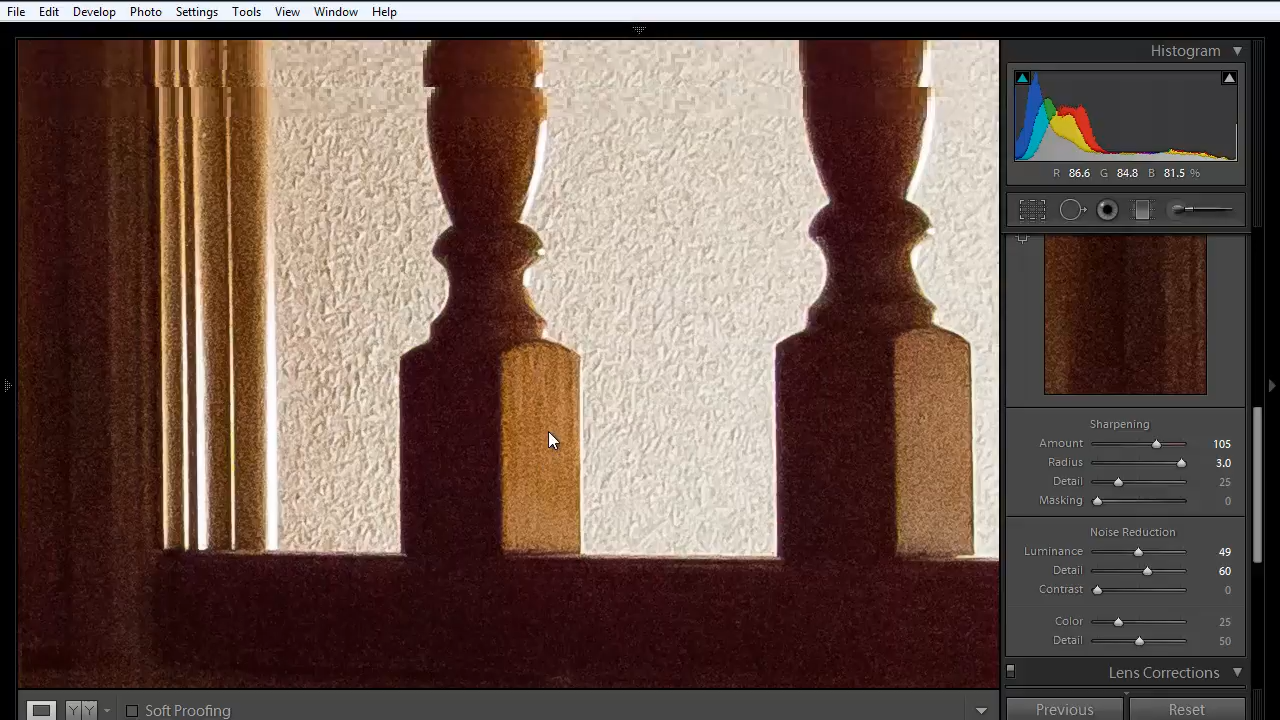 File Edit Develop Photo Settings Tools View Window Help
Histogram
R 86.6 G 84.8 B 81.5 %
Sharpening
Amount 105
Radius 3.0
Detail 25
Masking 0
Noise Reduction
Luminance 49
Detail 60
Contrast 0
Color 25
Detail 50
Lens Corrections
Y Y Soft Proofing
Previous Reset